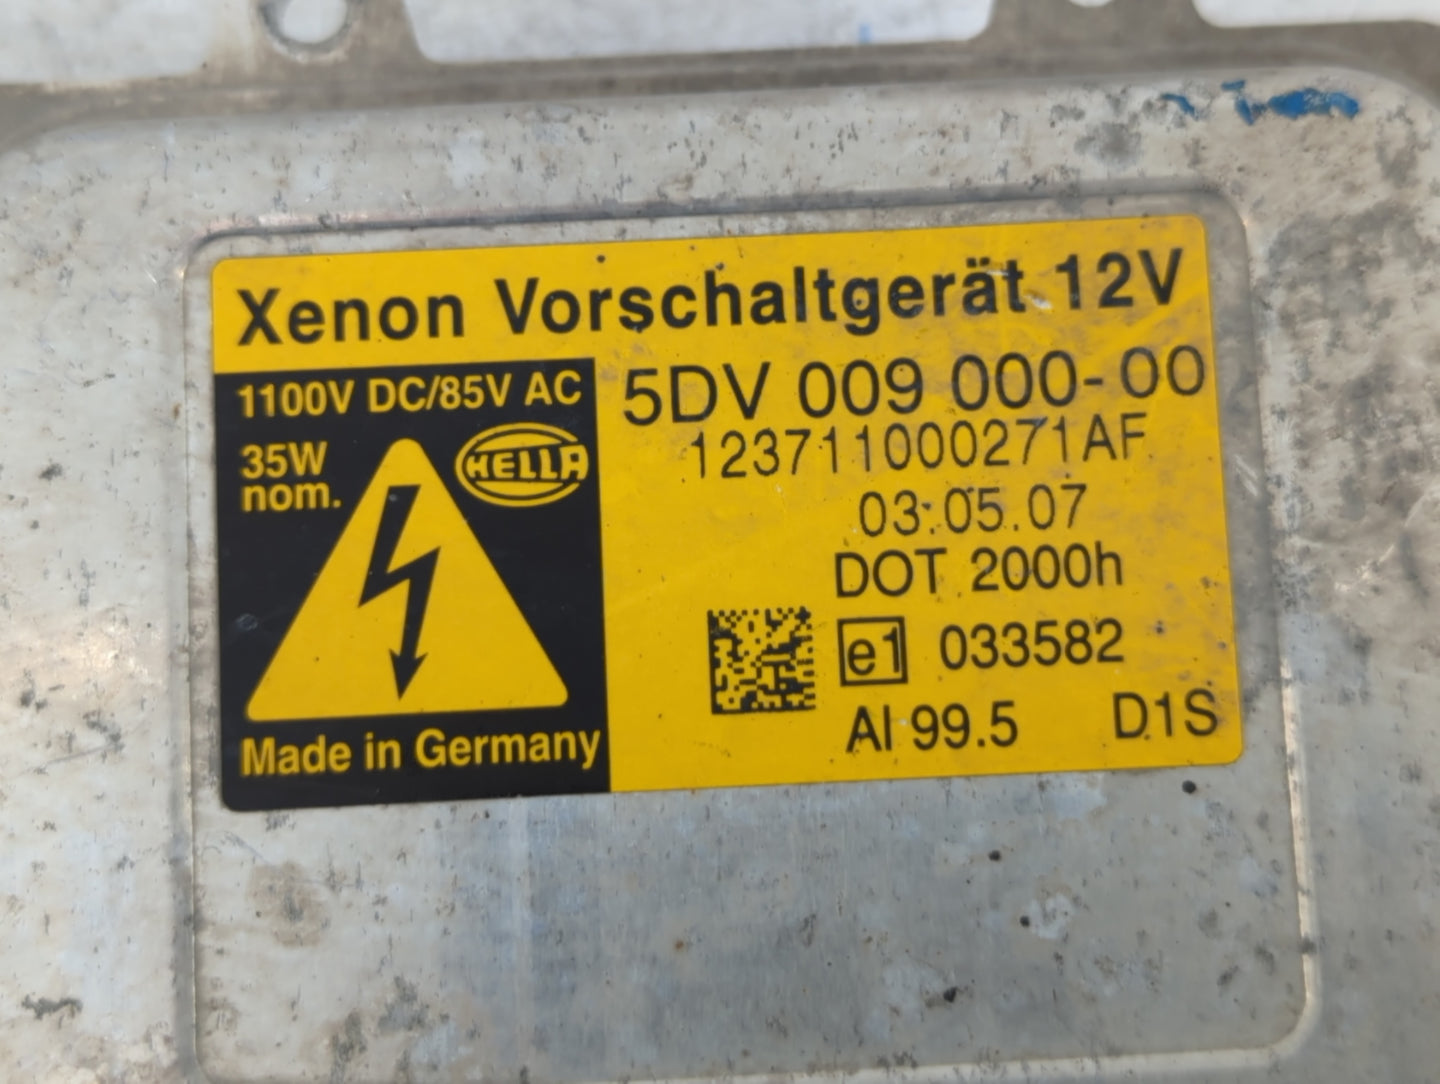 Xenon Vorschaltgerät 12V
1100V DC/85V AC
35W
nom.
HELLA
Made in Germany
5DV 009 000-00
123711000271AF
03.05.07
DOT 2000h
e1 033582
Al 99.5 D1S